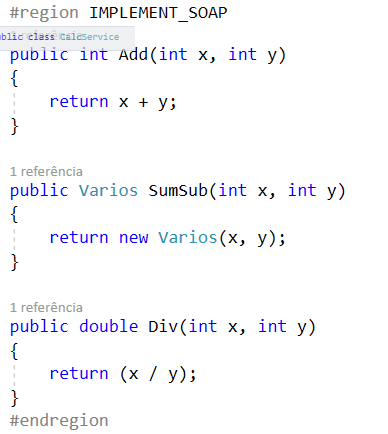 #region IMPLEMENT_SOAP
ublic class CalcService
public int Add(int x, int y)
{
return x + y;
}
1 referência
public Varios SumSub(int x, int y)
{
return new Varios(x, y);
}
1 referência
public double Div(int x, int y)
{
return (x / y);
}
#endregion